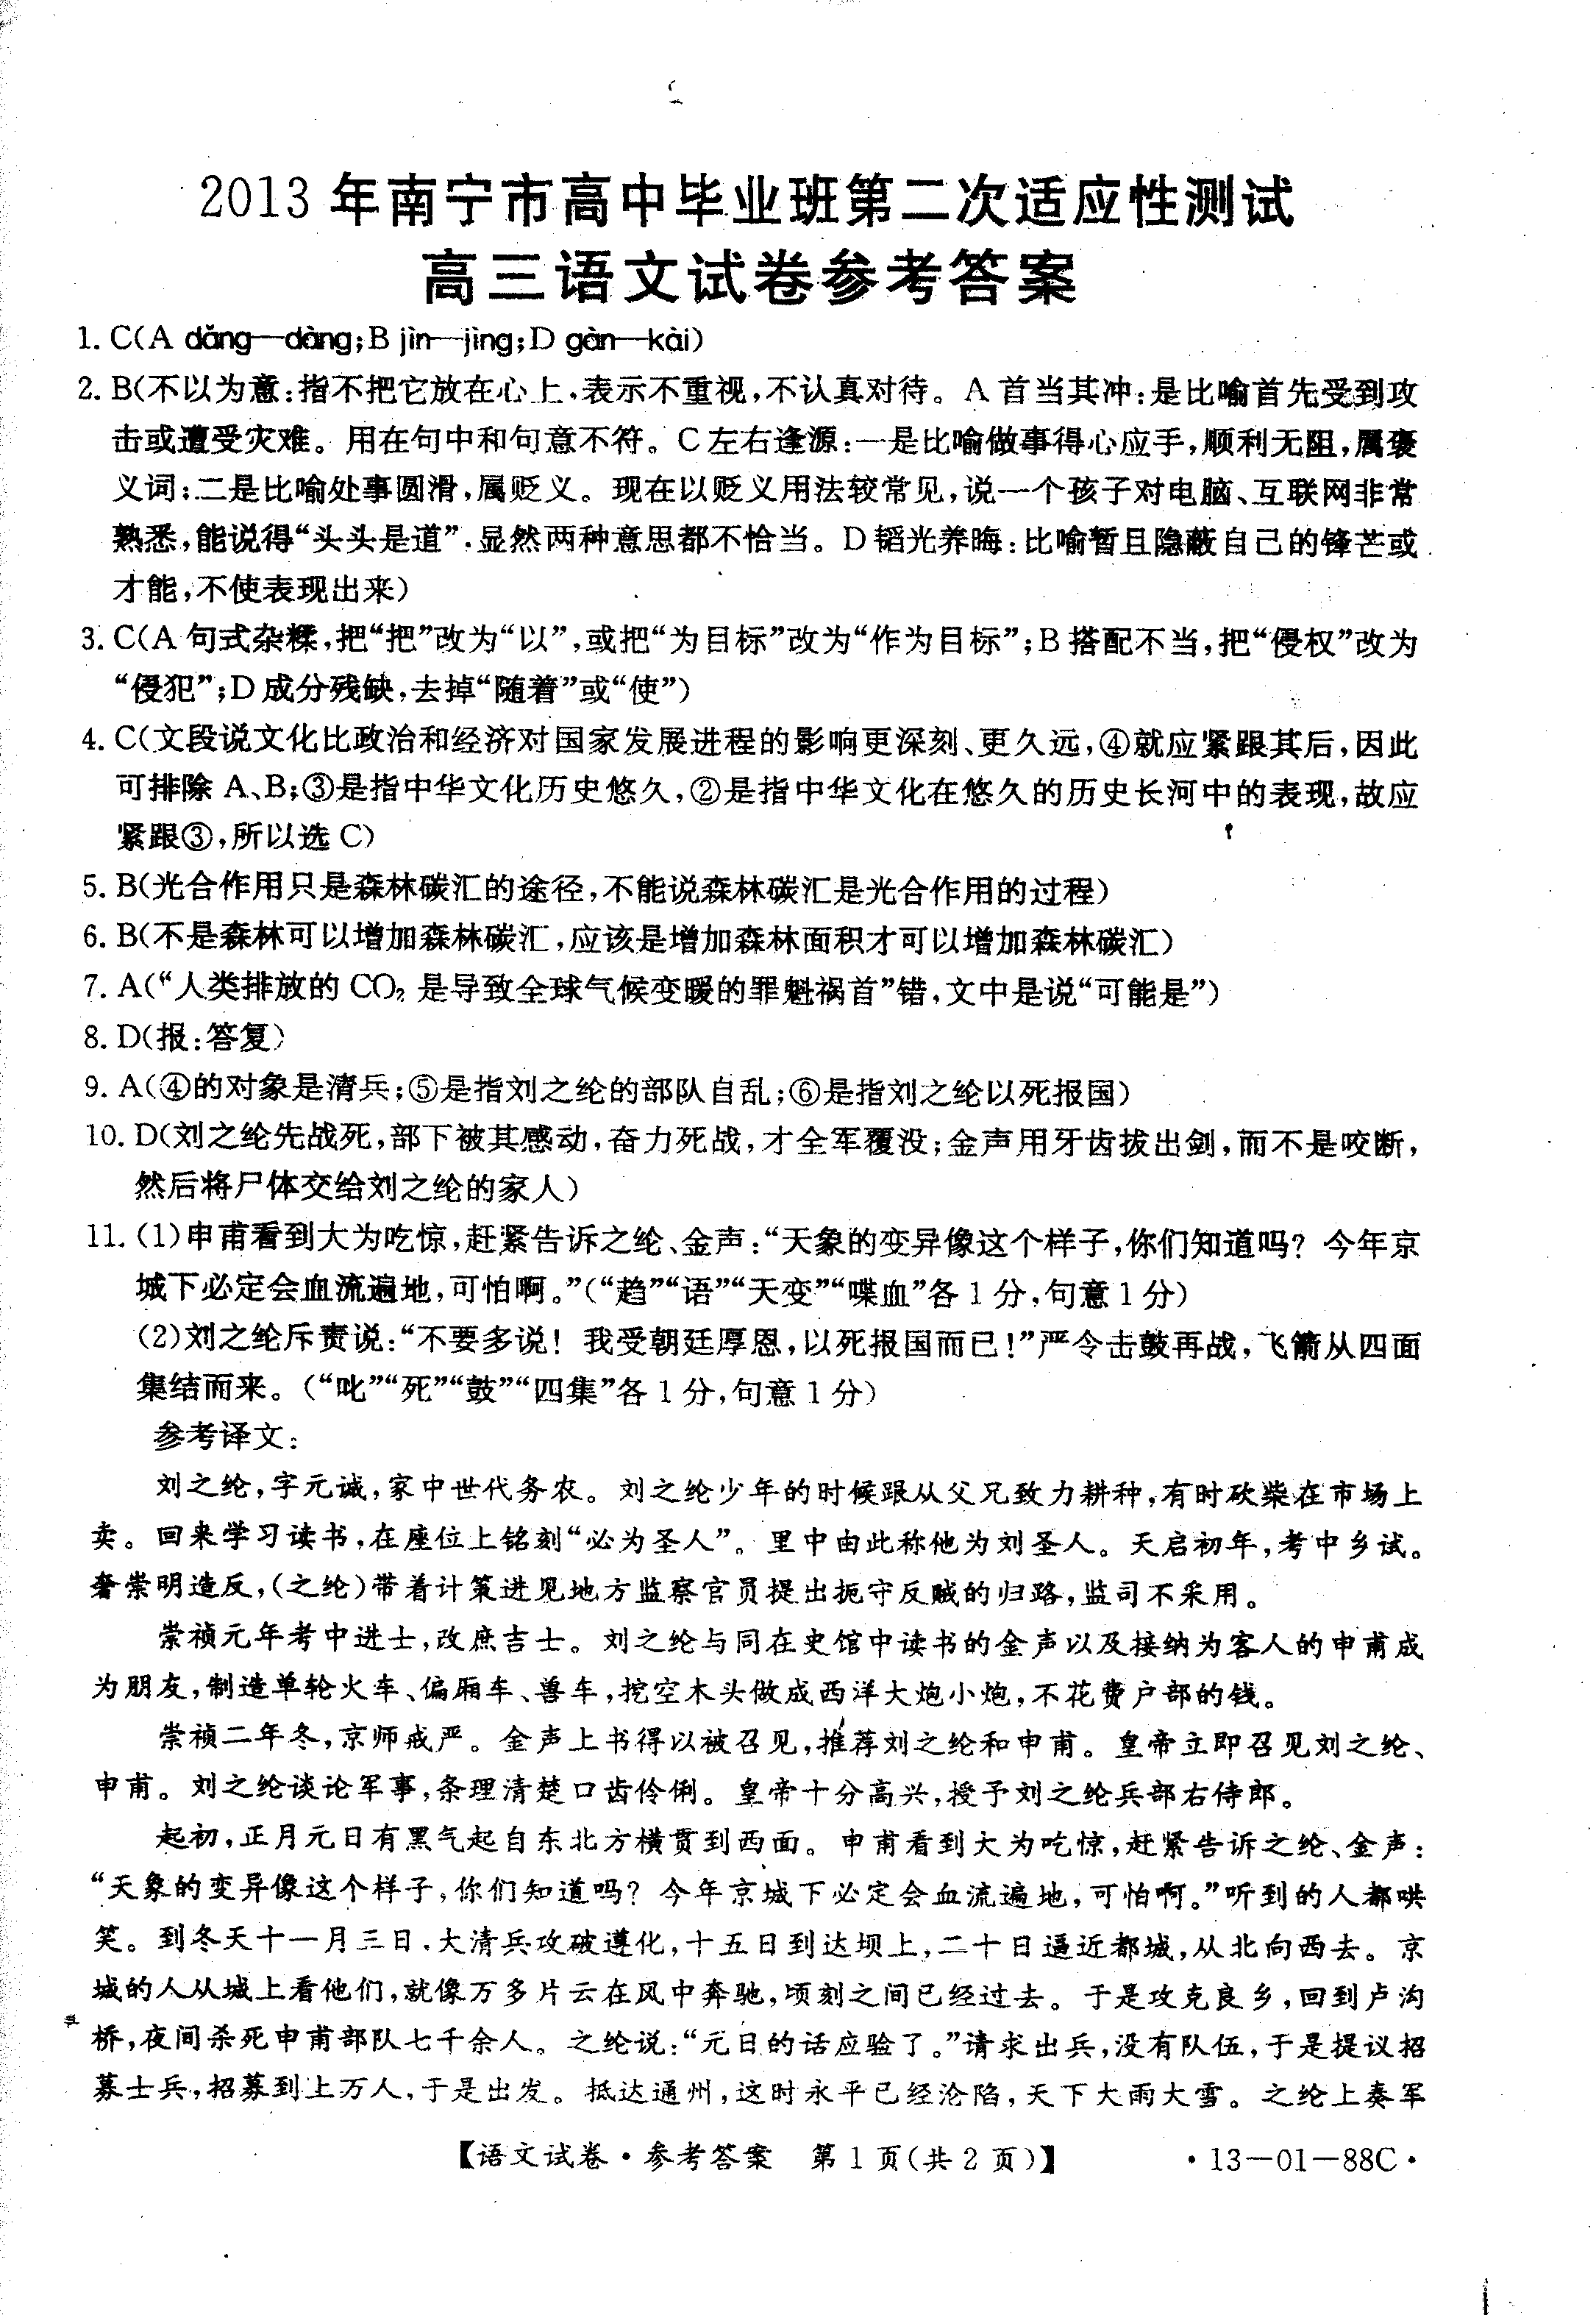 2013年南宁市高中毕业班第二次适应性测试
高三语文试卷参考答案
1. C(A dǎng—dàng;B jìn—jìng;D gàn—kài)
2. B(不以为意:指不把它放在心上,表示不重视,不认真对待。A 首当其冲:是比喻首先受到攻
击或遭受灾难。用在句中和句意不符。C 左右逢源:一是比喻做事得心应手,顺利无阻,属褒
义词;二是比喻处事圆滑,属贬义。现在以贬义用法较常见,说一个孩子对电脑、互联网非常
熟悉,能说得“头头是道”,显然两种意思都不恰当。D 韬光养晦:比喻暂且隐蔽自己的锋芒或
才能,不使表现出来)
3. C(A 句式杂糅,把“把”改为“以”,或把“为目标”改为“作为目标”;B 搭配不当,把“侵权”改为
“侵犯”;D 成分残缺,去掉“随着”或“使”)
4. C(文段说文化比政治和经济对国家发展进程的影响更深刻、更久远,④就应紧跟其后,因此
可排除 A、B;③是指中华文化历史悠久,②是指中华文化在悠久的历史长河中的表现,故应
紧跟③,所以选 C)
5. B(光合作用只是森林碳汇的途径,不能说森林碳汇是光合作用的过程)
6. B(不是森林可以增加森林碳汇,应该是增加森林面积才可以增加森林碳汇)
7. A(“人类排放的 CO₂ 是导致全球气候变暖的罪魁祸首”错,文中是说“可能是”)
8. D(报:答复)
9. A(④的对象是清兵;⑤是指刘之纶的部队自乱;⑥是指刘之纶以死报国)
10. D(刘之纶先战死,部下被其感动,奋力死战,才全军覆没;金声用牙齿拔出剑,而不是咬断,
然后将尸体交给刘之纶的家人)
11. (1)申甫看到大为吃惊,赶紧告诉之纶、金声:“天象的变异像这个样子,你们知道吗? 今年京
城下必定会血流遍地,可怕啊。”(“趋”“语”“天变”“喋血”各 1 分,句意 1 分)
(2)刘之纶斥责说:“不要多说! 我受朝廷厚恩,以死报国而已!”严令击鼓再战,飞箭从四面
集结而来。(“叱”“死”“鼓”“四集”各 1 分,句意 1 分)
参考译文:
刘之纶,字元诚,家中世代务农。刘之纶少年的时候跟从父兄致力耕种,有时砍柴在市场上
卖。回来学习读书,在座位上铭刻“必为圣人”。里中由此称他为刘圣人。天启初年,考中乡试。
奢崇明造反,(之纶)带着计策进见地方监察官员提出扼守反贼的归路,监司不采用。
崇祯元年考中进士,改庶吉士。刘之纶与同在史馆中读书的金声以及接纳为客人的申甫成
为朋友,制造单轮火车、偏厢车、兽车,挖空木头做成西洋大炮小炮,不花费户部的钱。
崇祯二年冬,京师戒严。金声上书得以被召见,推荐刘之纶和申甫。皇帝立即召见刘之纶、
申甫。刘之纶谈论军事,条理清楚口齿伶俐。皇帝十分高兴,授予刘之纶兵部右侍郎。
起初,正月元日有黑气起自东北方横贯到西面。申甫看到大为吃惊,赶紧告诉之纶、金声:
“天象的变异像这个样子,你们知道吗? 今年京城下必定会血流遍地,可怕啊。”听到的人都哄
笑。到冬天十一月三日,大清兵攻破遵化,十五日到达坝上,二十日逼近都城,从北向西去。京
城的人从城上看他们,就像万多片云在风中奔驰,顷刻之间已经过去。于是攻克良乡,回到卢沟
桥,夜间杀死申甫部队七千余人。之纶说:“元日的话应验了。”请求出兵,没有队伍,于是提议招
募士兵,招募到上万人,于是出发。抵达通州,这时永平已经沦陷,天下大雨大雪。之纶上奏军
【语文试卷·参考答案 第 1 页(共 2 页)】 ·13—01—88C·